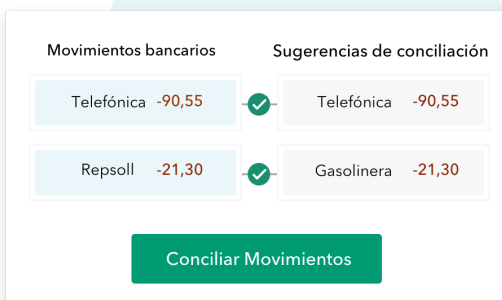 Movimientos bancarios Sugerencias de conciliación
Telefónica -90,55 Telefónica -90,55
Repsoll -21,30 Gasolinera -21,30
Conciliar Movimientos